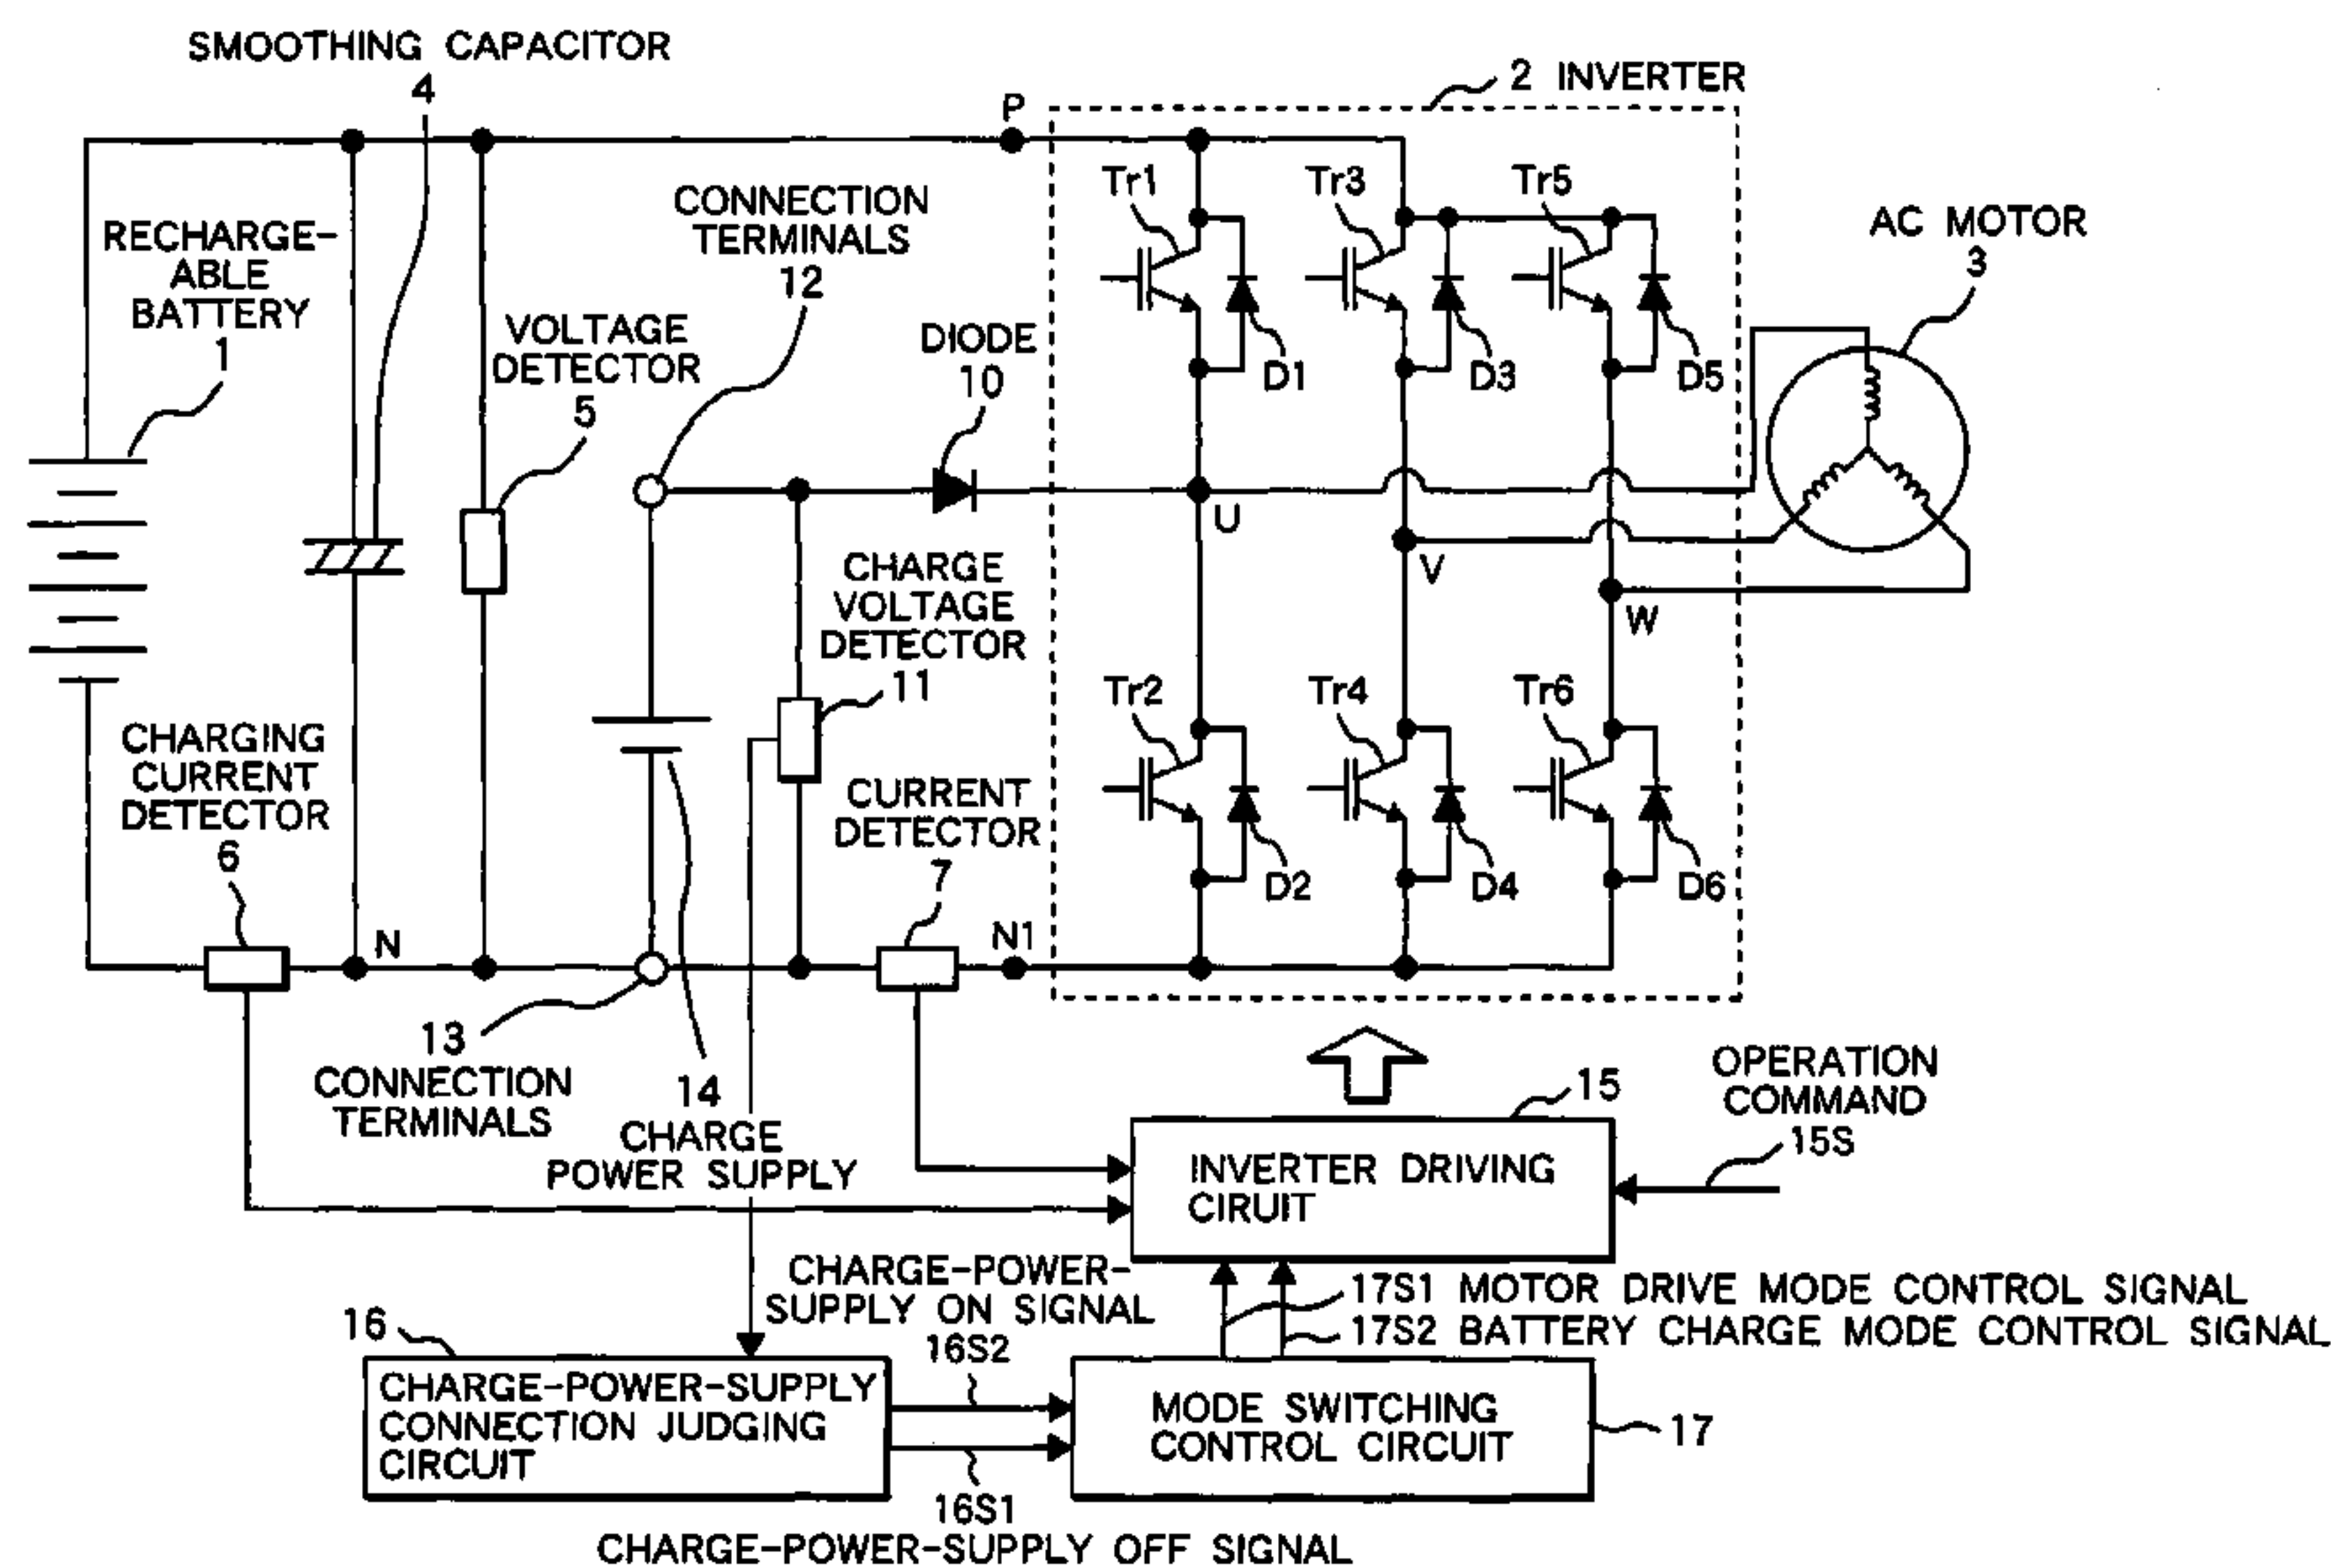 SMOOTHING CAPACITOR
4
2 INVERTER
P
Tr1
Tr3
Tr5
CONNECTION
TERMINALS
12
AC MOTOR
3
RECHARGE-
ABLE
BATTERY
1
VOLTAGE
DETECTOR
5
DIODE
10
D1
D3
D5
U
V
W
CHARGE
VOLTAGE
DETECTOR
11
Tr2
Tr4
Tr6
CHARGING
CURRENT
DETECTOR
6
CURRENT
DETECTOR
7
D2
D4
D6
N
N1
13
CONNECTION
TERMINALS
14
CHARGE
POWER SUPPLY
15
OPERATION
COMMAND
15S
INVERTER DRIVING
CIRUIT
CHARGE-POWER-
SUPPLY ON SIGNAL
16S2
17S1 MOTOR DRIVE MODE CONTROL SIGNAL
17S2 BATTERY CHARGE MODE CONTROL SIGNAL
16
CHARGE-POWER-SUPPLY
CONNECTION JUDGING
CIRCUIT
MODE SWITCHING
CONTROL CIRCUIT
17
16S1
CHARGE-POWER-SUPPLY OFF SIGNAL